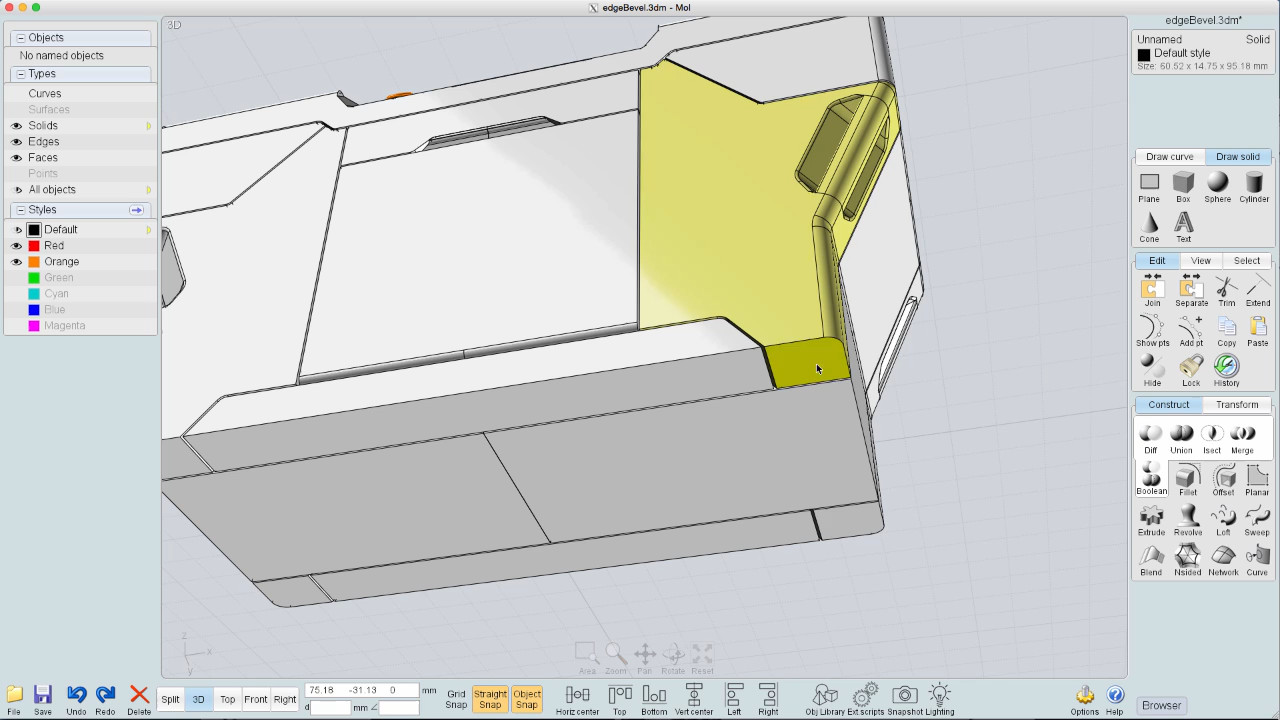 edgeBevel.3dm - MoI
Objects
No named objects
Types
Curves
Surfaces
Solids
Edges
Faces
Points
All objects
Styles
Default
Red
Orange
Green
Cyan
Blue
Magenta
3D
z
x
y
Area
Zoom
Pan
Rotate
Reset
edgeBevel.3dm*
Unnamed Solid
Default style
Size: 60.52 x 14.75 x 95.18 mm
Draw curve Draw solid
Plane Box Sphere Cylinder
Cone Text
Edit View Select
Join Separate Trim Extend
Show pts Add pt Copy Paste
Hide Lock History
Construct Transform
Diff Union Isect Merge
Boolean Fillet Offset Planar
Extrude Revolve Loft Sweep
Blend Nsided Network Curve
File Save Undo Redo Delete
Split 3D Top Front Right
75.18 -31.13 0 mm
d mm ∠
Grid Snap
Straight Snap
Object Snap
Horiz center Top Bottom Vert center Left Right
Obj Library Ext scripts Snapshot Lighting
Options Help
Browser